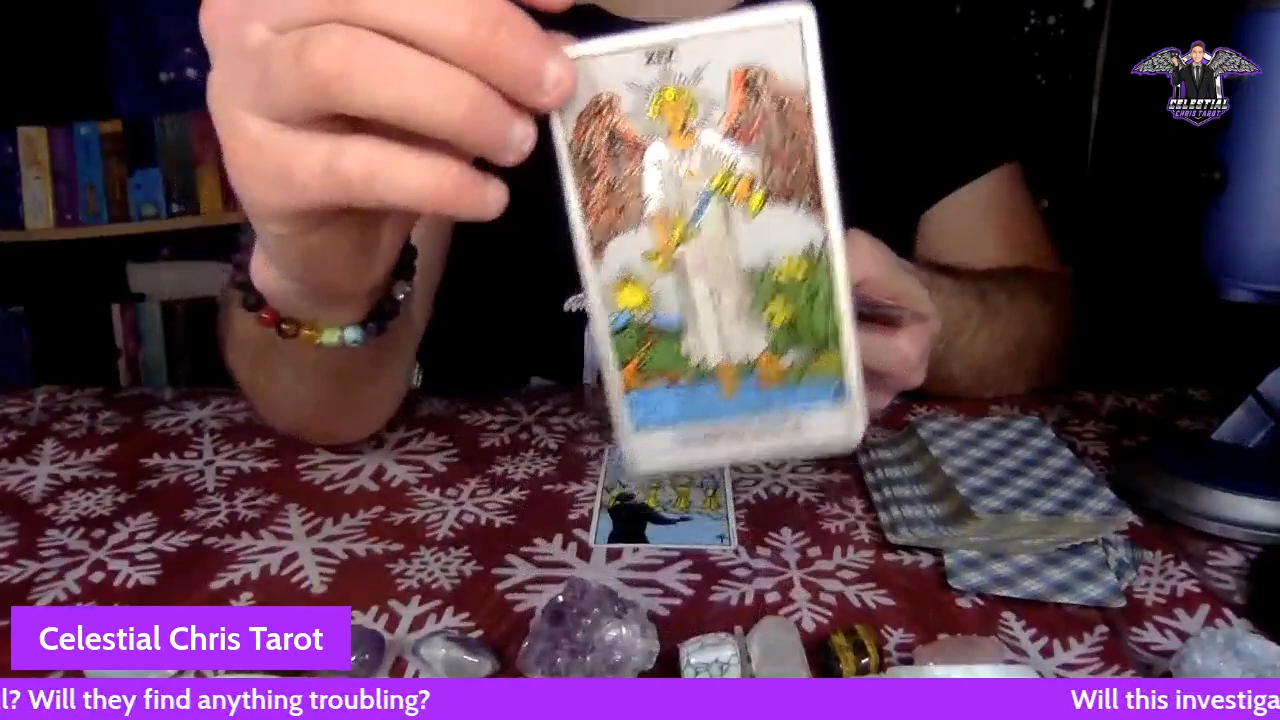 CELESTIAL
CHRIS TAROT
Celestial Chris Tarot
l? Will they find anything troubling?
Will this investiga